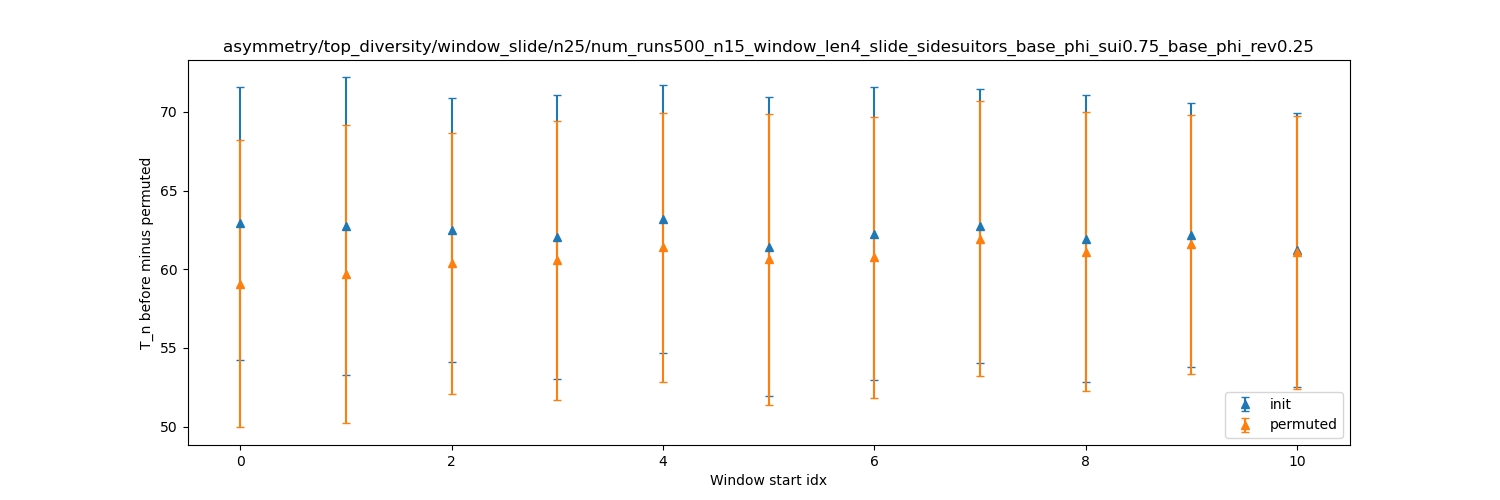 asymmetry/top_diversity/window_slide/n25/num_runs500_n15_window_len4_slide_sidesuitors_base_phi_sui0.75_base_phi_rev0.25
T_n before minus permuted
70
65
60
55
50
0
2
4
6
8
10
Window start idx
init
permuted